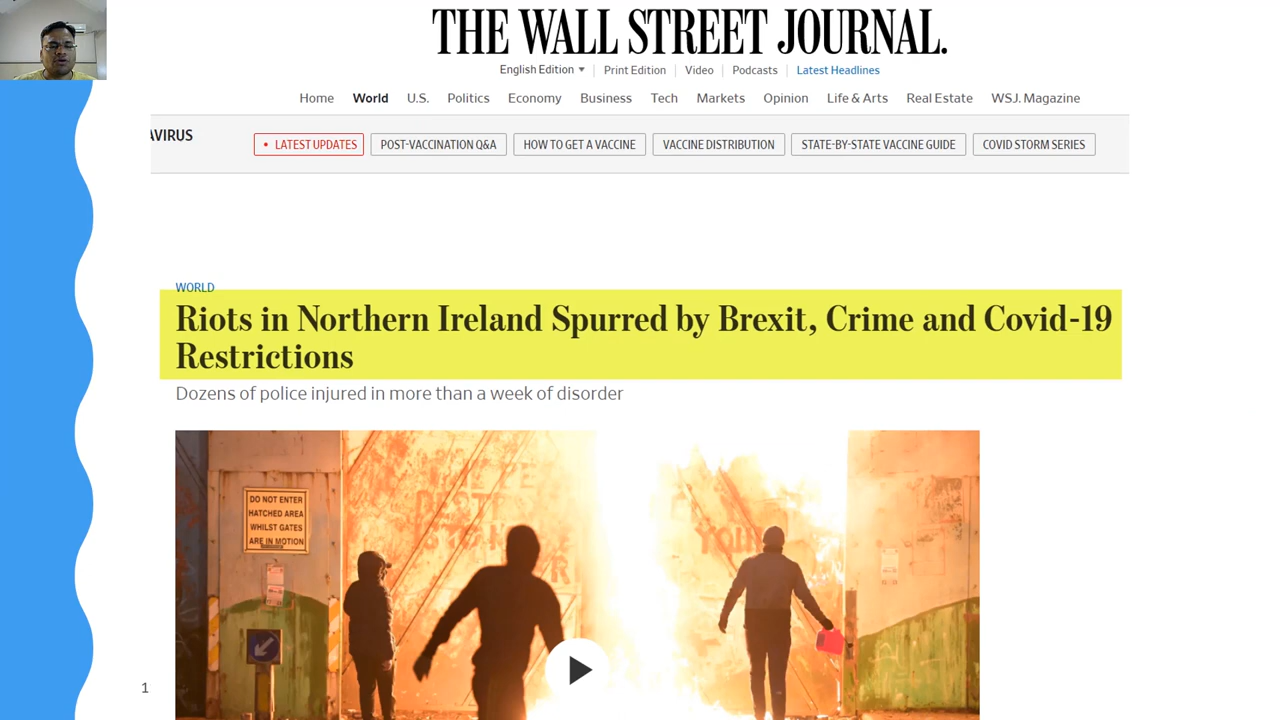 THE WALL STREET JOURNAL.
English Edition Print Edition Video Podcasts Latest Headlines
Home World U.S. Politics Economy Business Tech Markets Opinion Life & Arts Real Estate WSJ. Magazine
AVIRUS
• LATEST UPDATES POST-VACCINATION Q&A HOW TO GET A VACCINE VACCINE DISTRIBUTION STATE-BY-STATE VACCINE GUIDE COVID STORM SERIES
WORLD
Riots in Northern Ireland Spurred by Brexit, Crime and Covid-19
Restrictions
Dozens of police injured in more than a week of disorder
DO NOT ENTER
HATCHED AREA
WHILST GATES
ARE IN MOTION
1